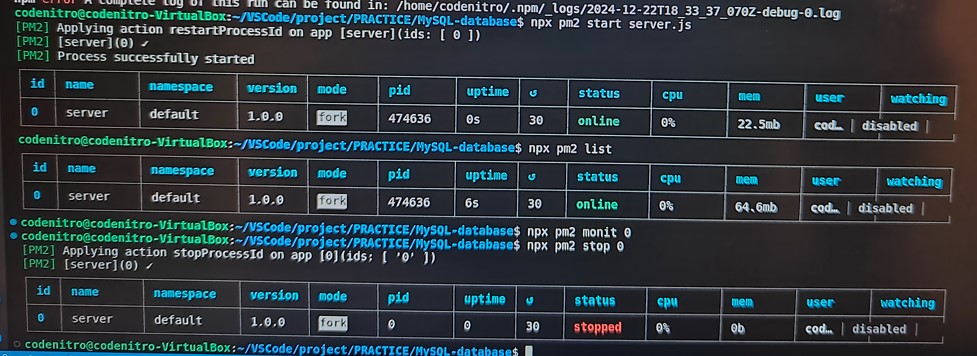 npm error A complete log of this run can be found in: /home/codenitro/.npm/_logs/2024-12-22T18_33_37_070Z-debug-0.log
codenitro@codenitro-VirtualBox:~/VSCode/project/PRACTICE/MySQL-database$ npx pm2 start server.js
[PM2] Applying action restartProcessId on app [server](ids: [ 0 ])
[PM2] [server](0) ✓
[PM2] Process successfully started
id name namespace version mode pid uptime ↺ status cpu mem user watching
0 server default 1.0.0 fork 474636 0s 30 online 0% 22.5mb cod… disabled
codenitro@codenitro-VirtualBox:~/VSCode/project/PRACTICE/MySQL-database$ npx pm2 list
id name namespace version mode pid uptime ↺ status cpu mem user watching
0 server default 1.0.0 fork 474636 6s 30 online 0% 64.6mb cod… disabled
codenitro@codenitro-VirtualBox:~/VSCode/project/PRACTICE/MySQL-database$ npx pm2 monit 0
codenitro@codenitro-VirtualBox:~/VSCode/project/PRACTICE/MySQL-database$ npx pm2 stop 0
[PM2] Applying action stopProcessId on app [0](ids: [ '0' ])
[PM2] [server](0) ✓
id name namespace version mode pid uptime ↺ status cpu mem user watching
0 server default 1.0.0 fork 0 0 30 stopped 0% 0b cod… disabled
codenitro@codenitro-VirtualBox:~/VSCode/project/PRACTICE/MySQL-database$